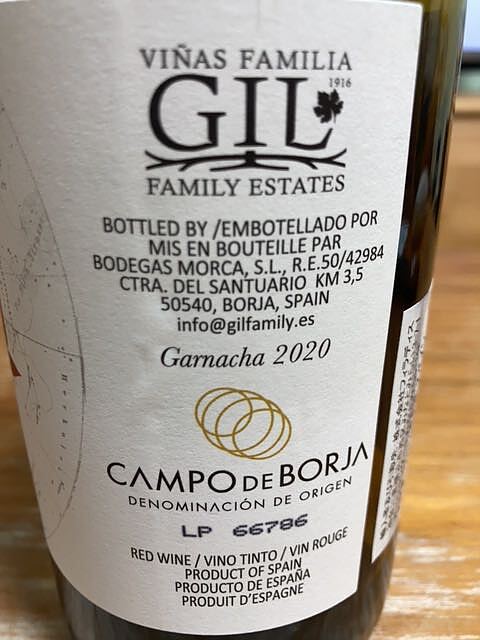 VIÑAS FAMILIA
GIL
1916
FAMILY ESTATES
BOTTLED BY /EMBOTELLADO POR
MIS EN BOUTEILLE PAR
BODEGAS MORCA, S.L., R.E.50/42984
CTRA. DEL SANTUARIO KM 3,5
50540, BORJA, SPAIN
info@gilfamily.es
Garnacha 2020
CAMPO DE BORJA
DENOMINACIÓN DE ORIGEN
LP 66786
RED WINE / VINO TINTO / VIN ROUGE
PRODUCT OF SPAIN
PRODUCTO DE ESPAÑA
PRODUIT D'ESPAGNE